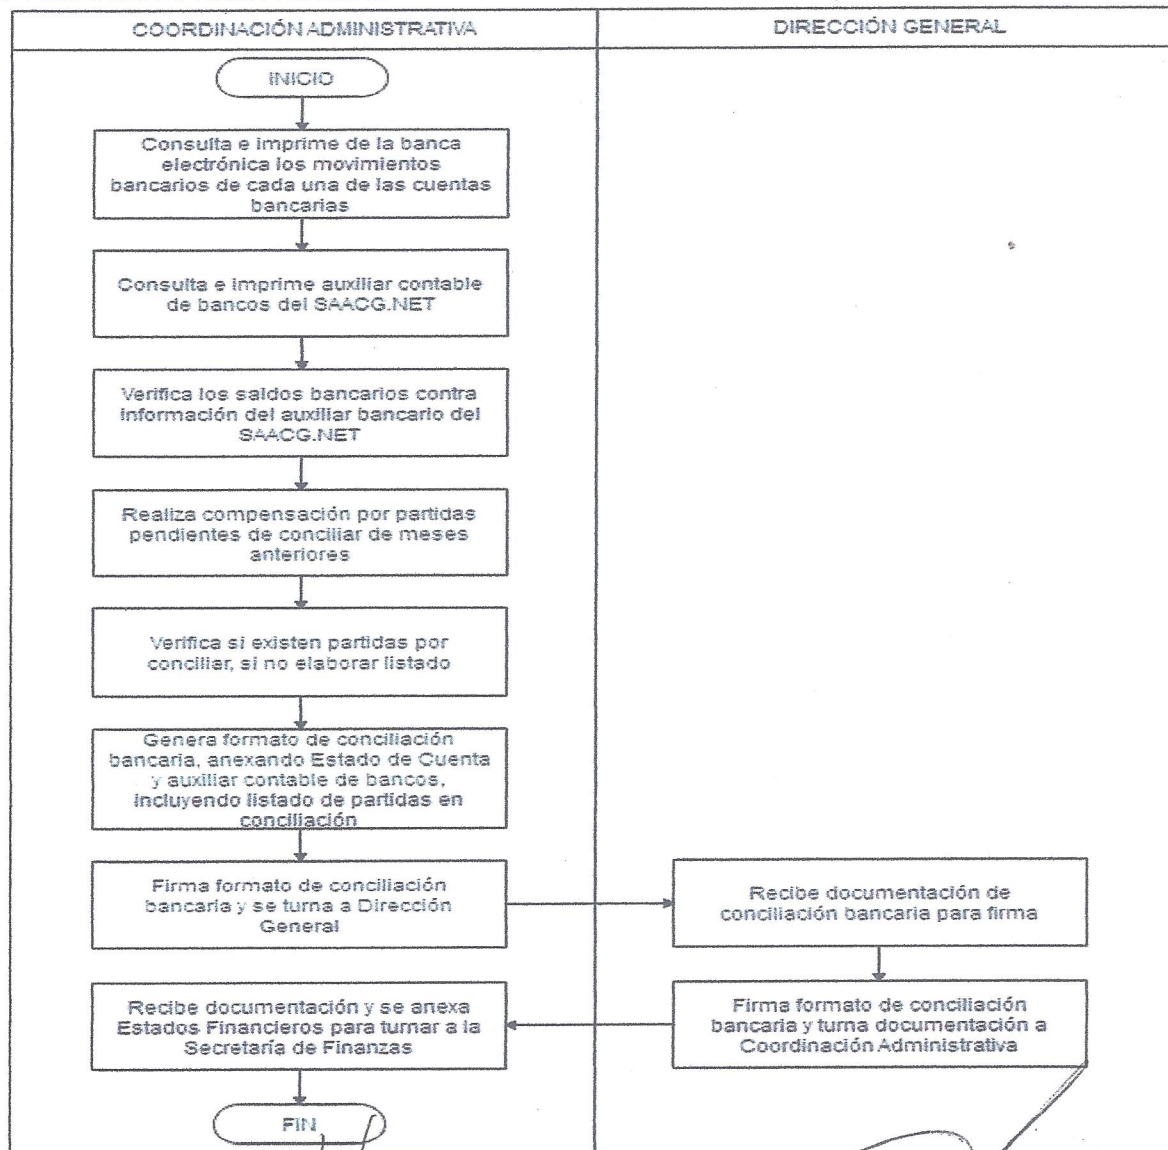 COORDINACIÓN ADMINISTRATIVA
DIRECCIÓN GENERAL
INICIO
Consulta e imprime de la banca
electrónica los movimientos
bancarios de cada una de las cuentas
bancarias
Consulta e imprime auxiliar contable
de bancos del SAACG.NET
Verifica los saldos bancarios contra
información del auxiliar bancario del
SAACG.NET
Realiza compensación por partidas
pendientes de conciliar de meses
anteriores
Verifica si existen partidas por
conciliar, si no elaborar listado
Genera formato de conciliación
bancaria, anexando Estado de Cuenta
y auxiliar contable de bancos,
incluyendo listado de partidas en
conciliación
Firma formato de conciliación
bancaria y se turna a Dirección
General
Recibe documentación de
conciliación bancaria para firma
Firma formato de conciliación
bancaria y turna documentación a
Coordinación Administrativa
Recibe documentación y se anexa
Estados Financieros para turnar a la
Secretaría de Finanzas
FIN